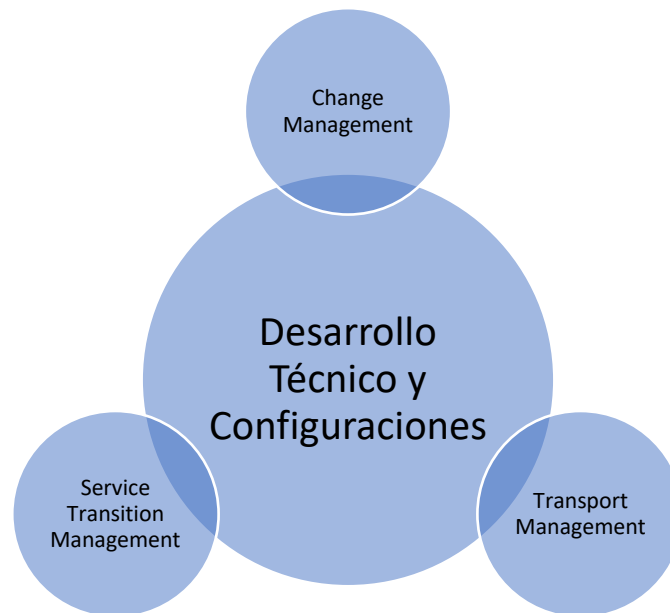 Change
Management
Desarrollo
Técnico y
Configuraciones
Service
Transition
Management
Transport
Management